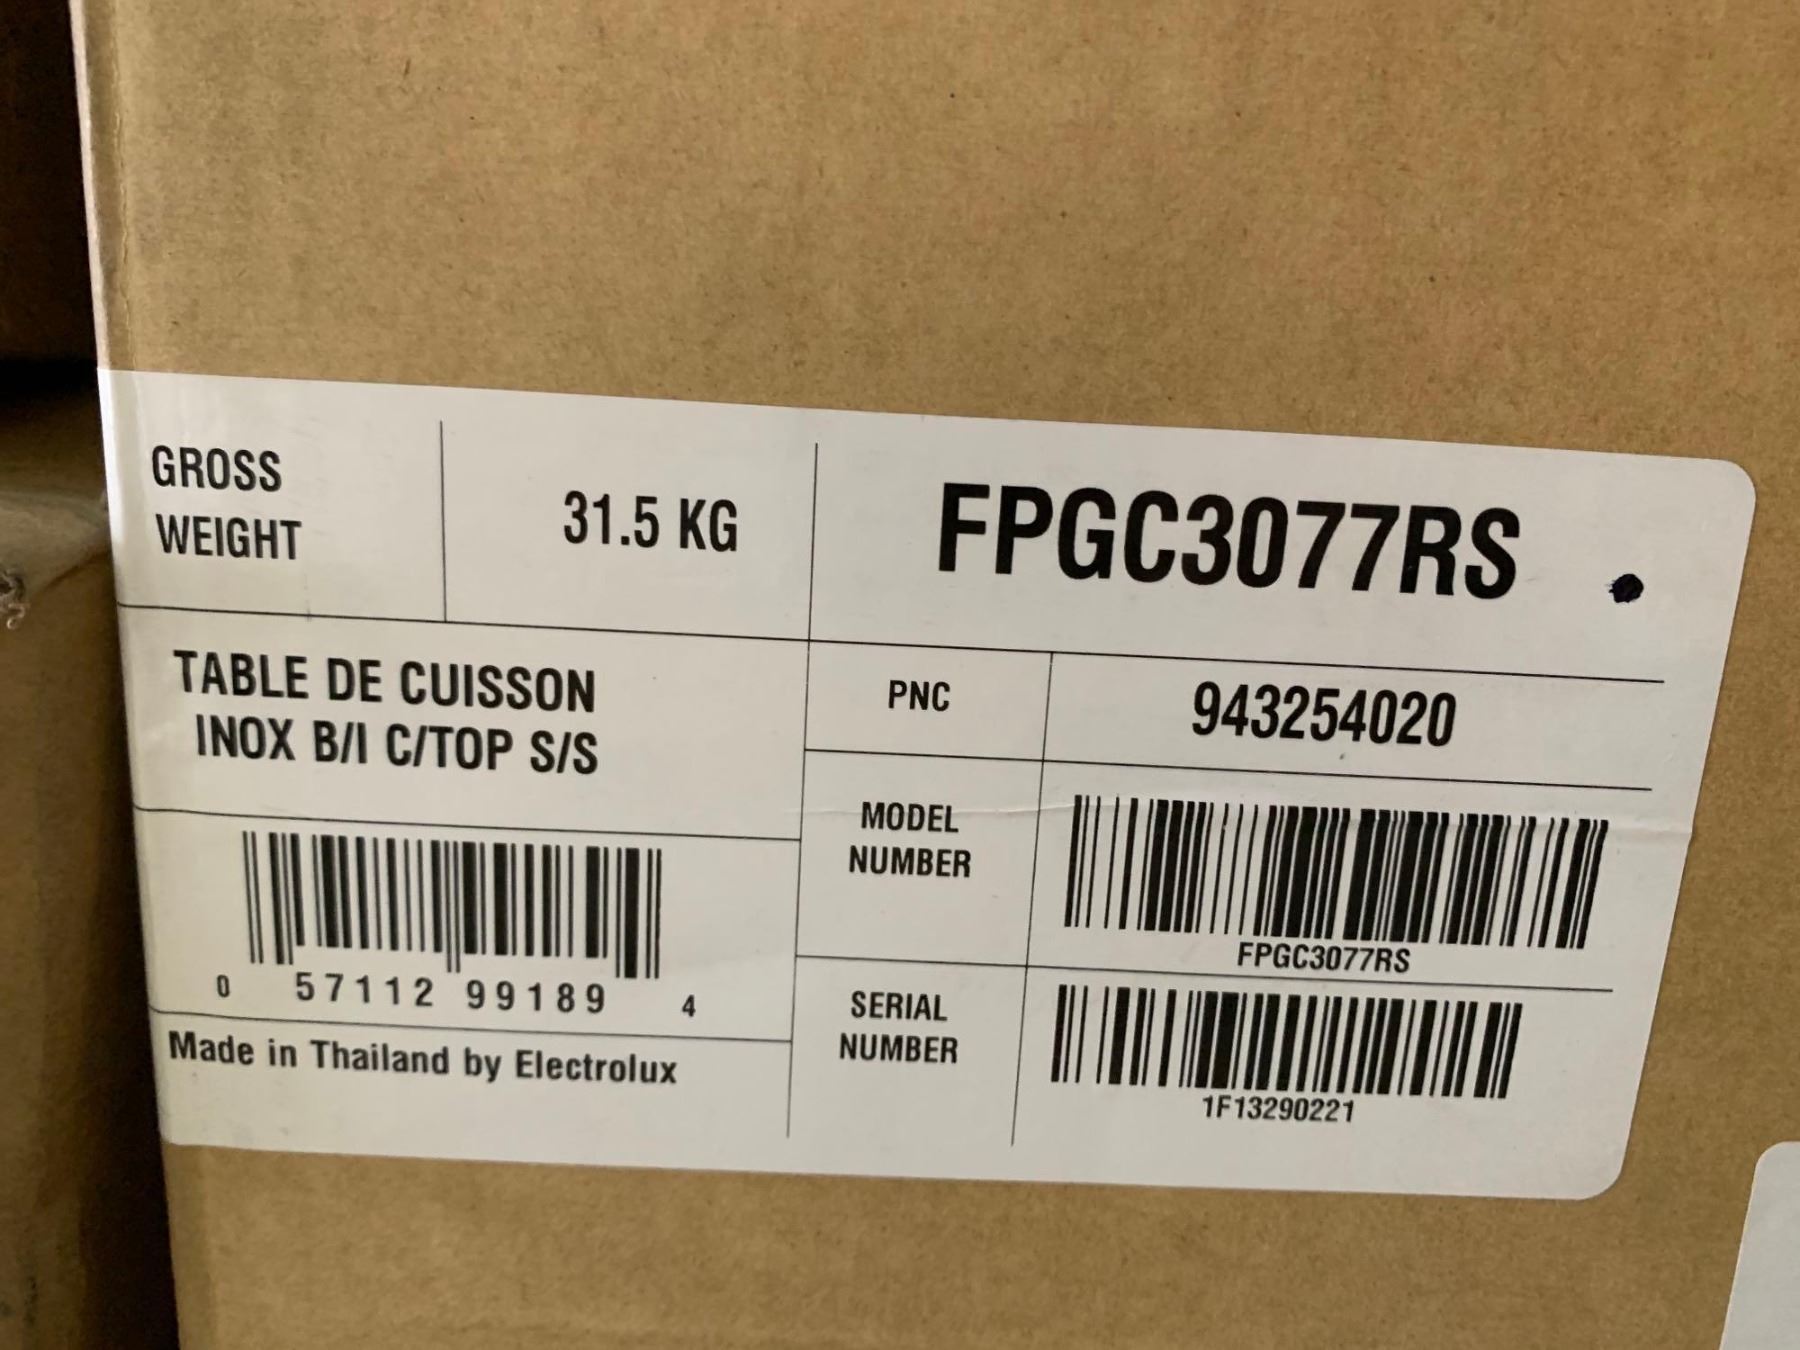 GROSS
WEIGHT
31.5 KG
FPGC3077RS
TABLE DE CUISSON
INOX B/I C/TOP S/S
PNC
943254020
MODEL
NUMBER
FPGC3077RS
0 57112 99189 4
SERIAL
NUMBER
1F13290221
Made in Thailand by Electrolux